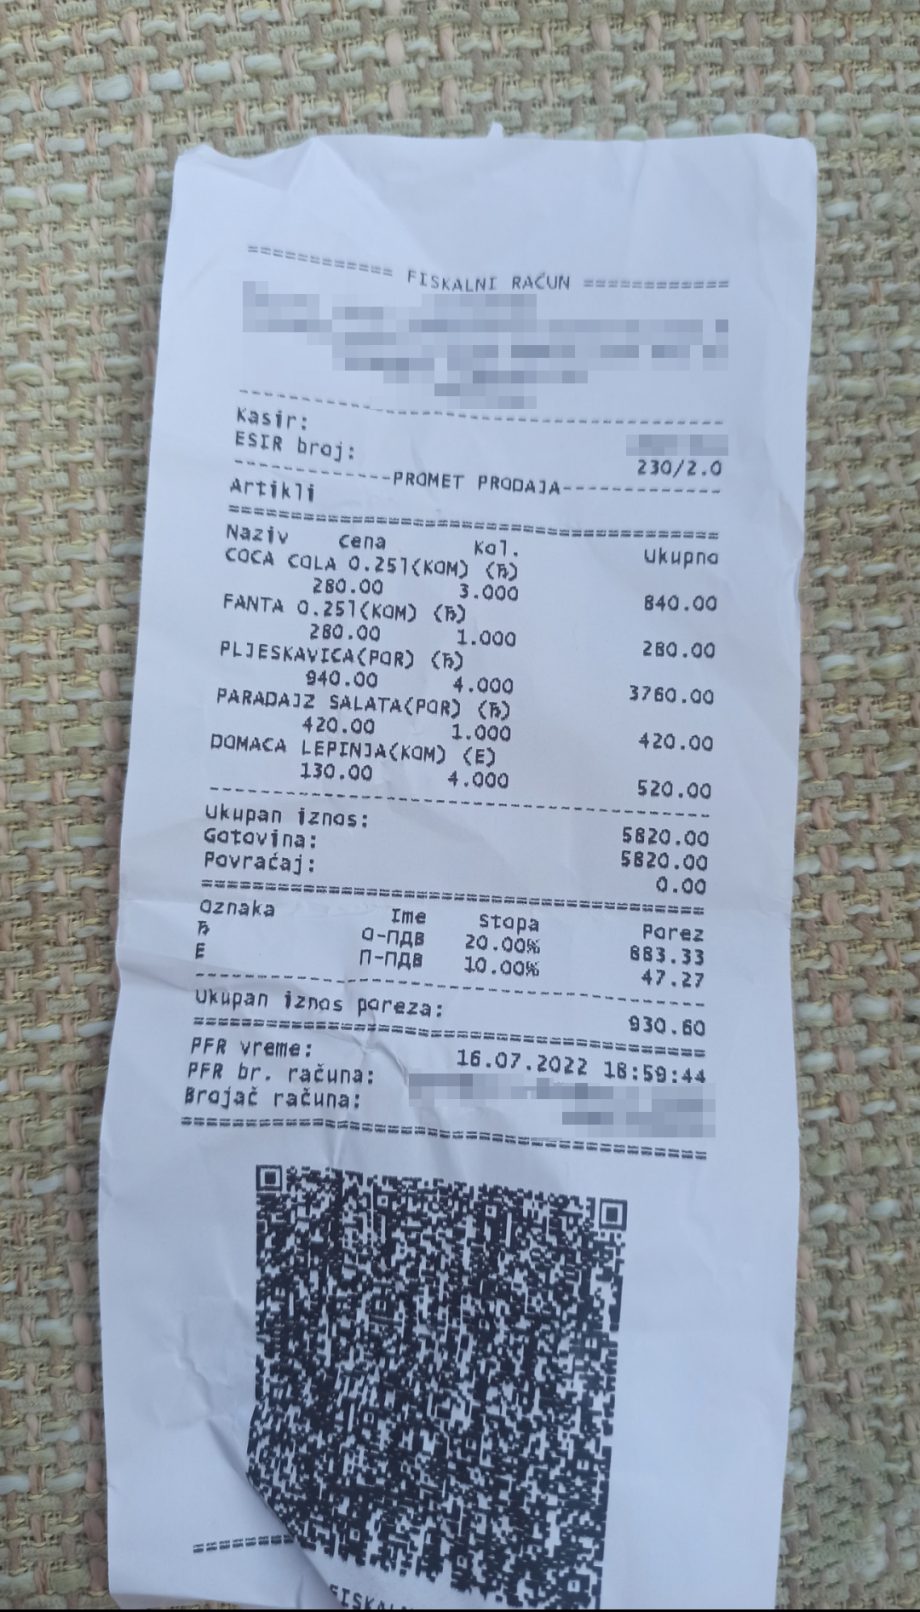 ============ FISKALNI RAČUN ============
Kasir:
ESIR broj: 230/2.0
------------PROMET PRODAJA------------
Artikli
========================================
Naziv Cena Kol. Ukupno
COCA COLA 0.25l(KOM) (Ђ)
280.00 3.000 840.00
FANTA 0.25l(KOM) (Ђ)
280.00 1.000 280.00
PLJESKAVICA(POR) (Ђ)
940.00 4.000 3760.00
PARADAJZ SALATA(POR) (Ђ)
420.00 1.000 420.00
DOMACA LEPINJA(KOM) (E)
130.00 4.000 520.00
----------------------------------------
Ukupan iznos: 5820.00
Gotovina: 5820.00
Povraćaj: 0.00
========================================
Oznaka Ime Stopa Porez
Ђ О-ПДВ 20.00% 883.33
E П-ПДВ 10.00% 47.27
----------------------------------------
Ukupan iznos poreza: 930.60
========================================
PFR vreme: 16.07.2022 18:59:44
PFR br. računa:
Brojač računa:
========================================